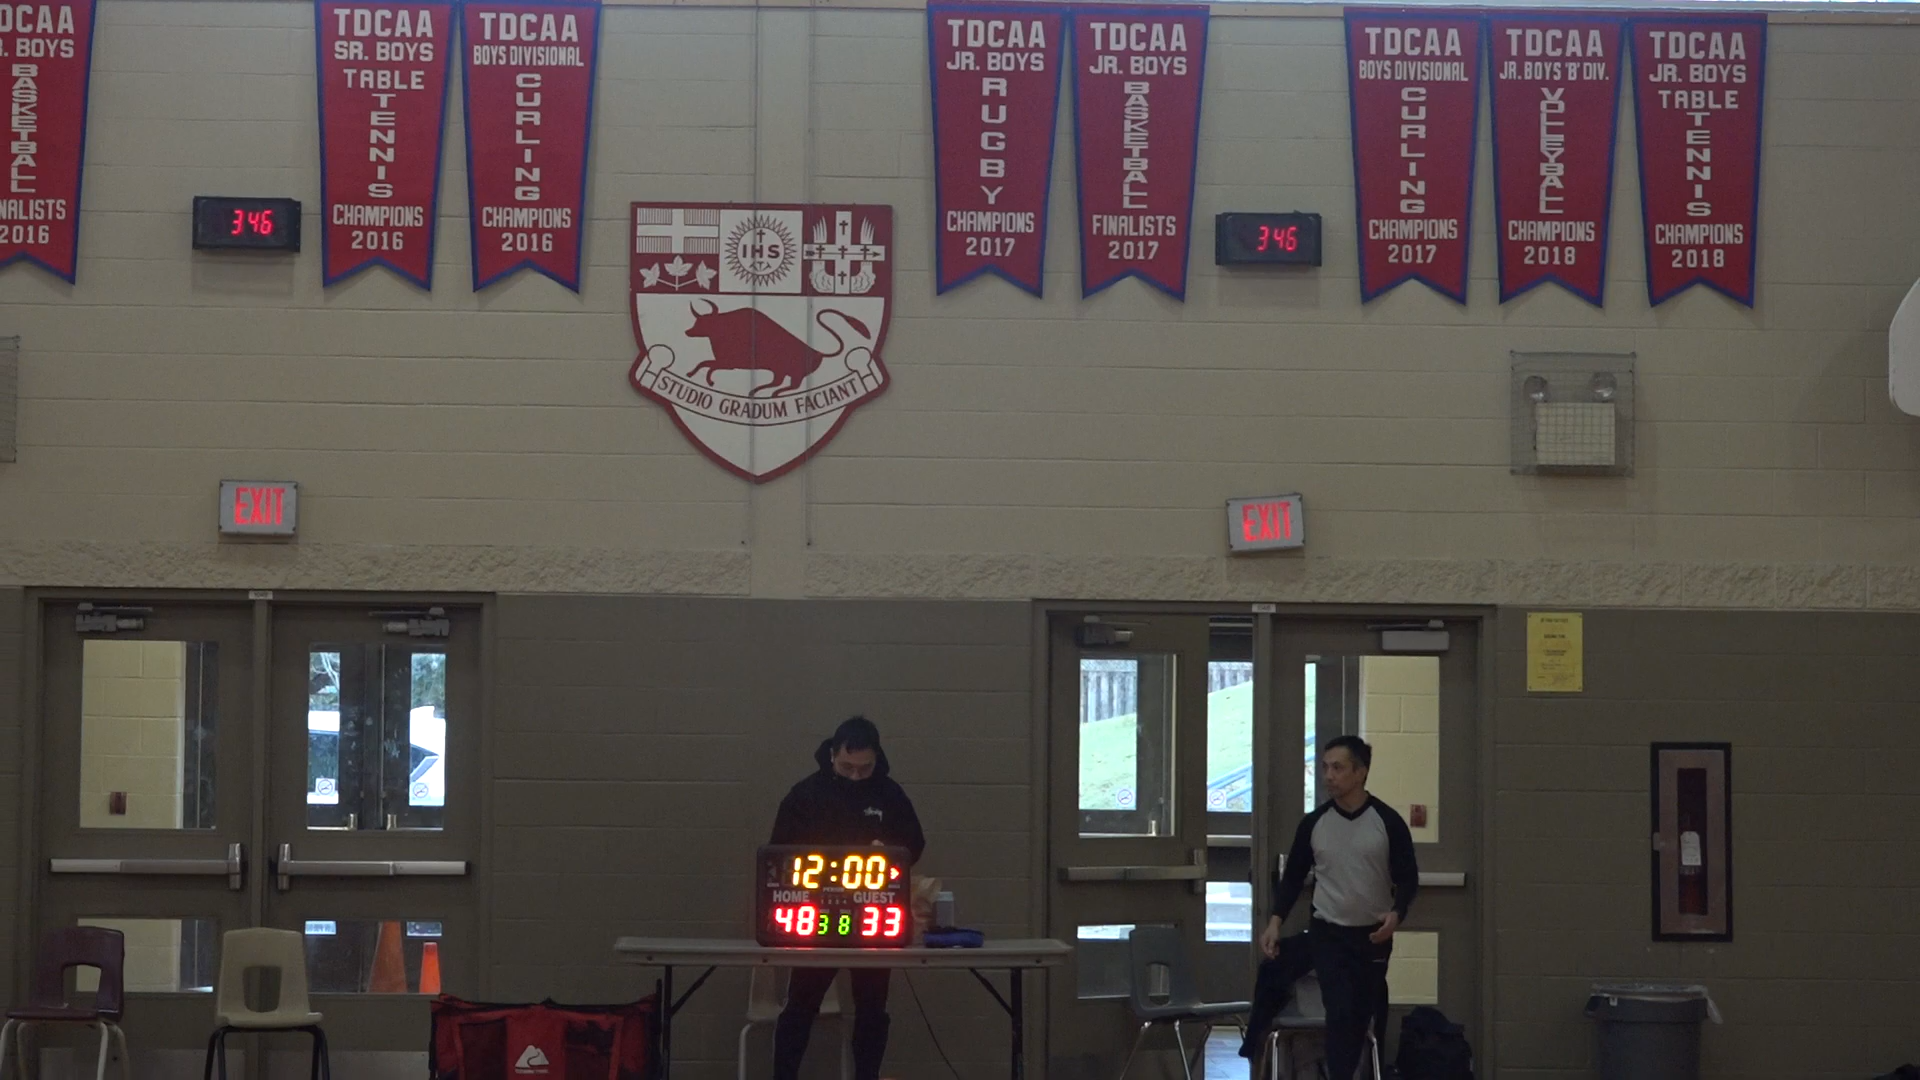 TDCAA
SR. BOYS
TABLE
TENNIS
CHAMPIONS
2016
TDCAA
BOYS DIVISIONAL
CURLING
CHAMPIONS
2016
TDCAA
JR. BOYS
RUGBY
CHAMPIONS
2017
TDCAA
JR. BOYS
BASKETBALL
FINALISTS
2017
TDCAA
BOYS DIVISIONAL
CURLING
CHAMPIONS
2017
TDCAA
JR. BOYS 'B' DIV.
VOLLEYBALL
CHAMPIONS
2018
TDCAA
JR. BOYS
TABLE
TENNIS
CHAMPIONS
2018
BOYS
BASKETBALL
2016
346
346
IHS
STUDIO GRADUM FACIANT
EXIT
EXIT
12:00
HOME
GUEST
48 3 8 33